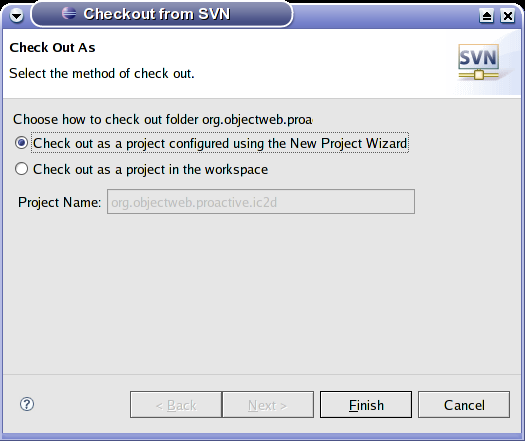 Checkout from SVN
Check Out As
Select the method of check out.
SVN
Choose how to check out folder org.objectweb.proa
Check out as a project configured using the New Project Wizard
Check out as a project in the workspace
Project Name: org.objectweb.proactive.ic2d
? < Back Next > Finish Cancel